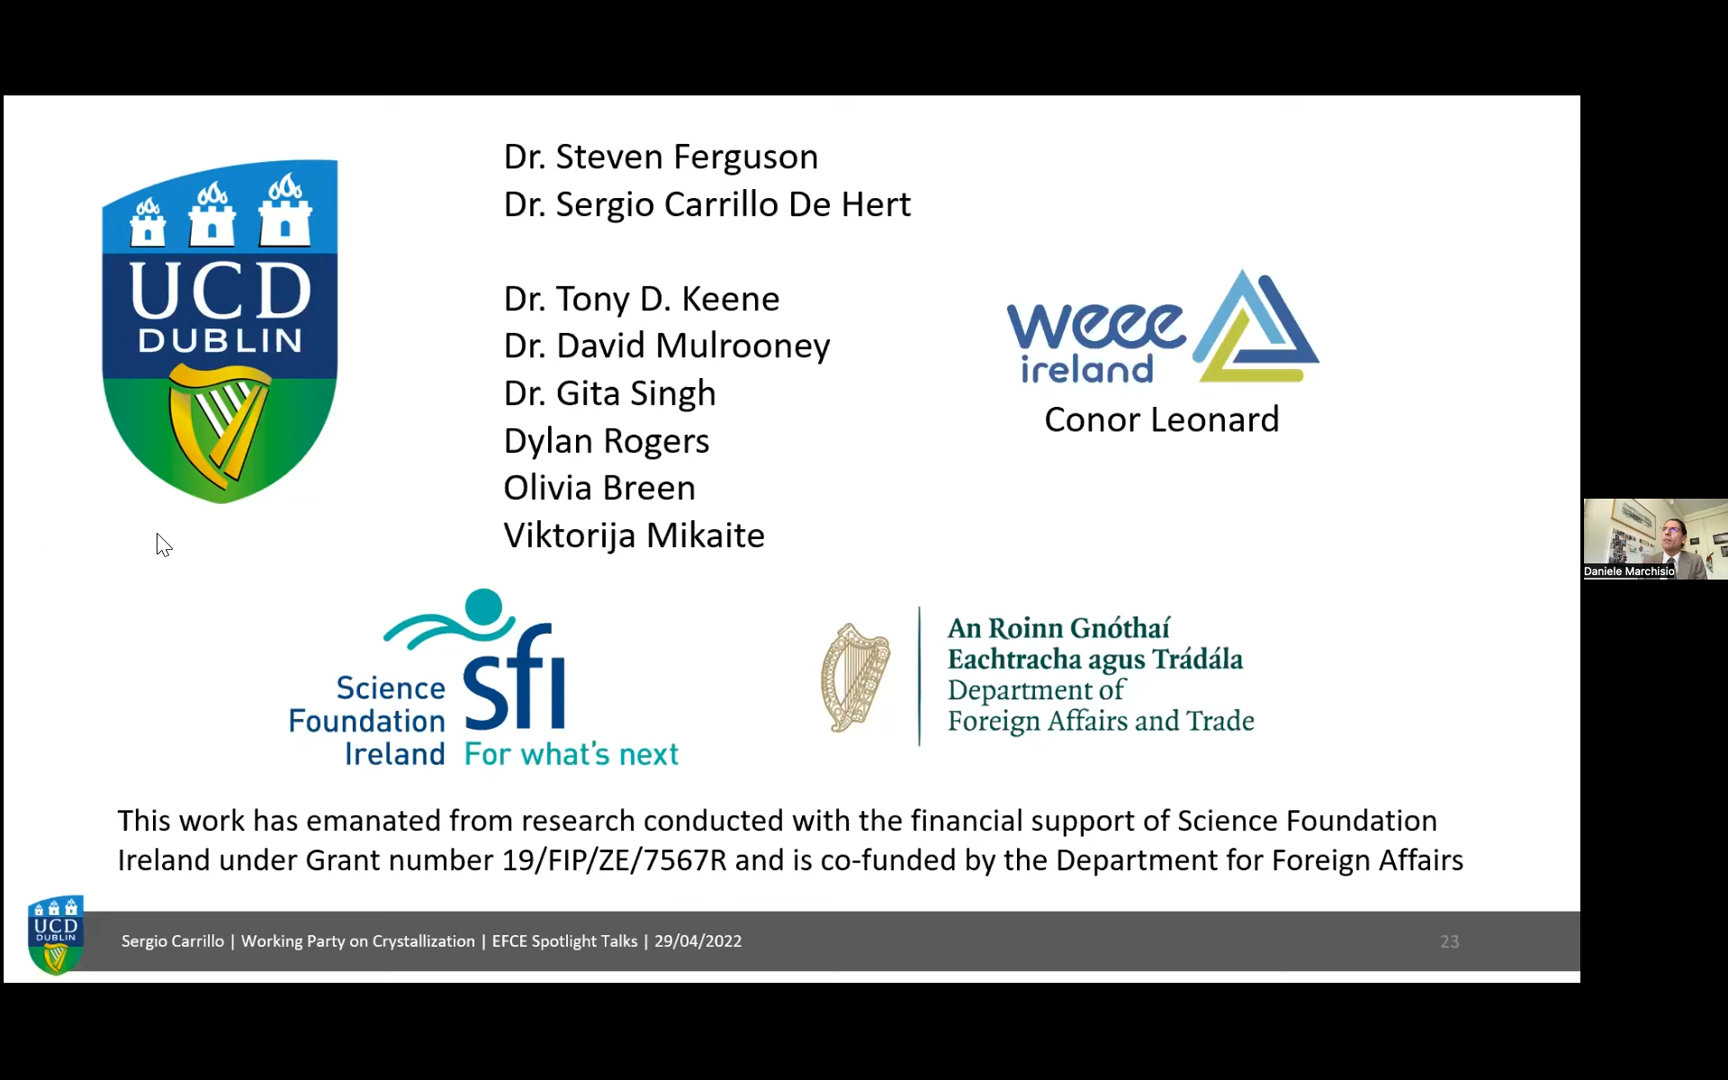 UCD
DUBLIN
Dr. Steven Ferguson
Dr. Sergio Carrillo De Hert
Dr. Tony D. Keene
Dr. David Mulrooney
Dr. Gita Singh
Dylan Rogers
Olivia Breen
Viktorija Mikaite
weee
ireland
Conor Leonard
Daniele Marchisio
Science
Foundation
Ireland
sfi
For what's next
An Roinn Gnóthaí
Eachtracha agus Trádála
Department of
Foreign Affairs and Trade
This work has emanated from research conducted with the financial support of Science Foundation
Ireland under Grant number 19/FIP/ZE/7567R and is co-funded by the Department for Foreign Affairs
UCD
DUBLIN
Sergio Carrillo | Working Party on Crystallization | EFCE Spotlight Talks | 29/04/2022
23